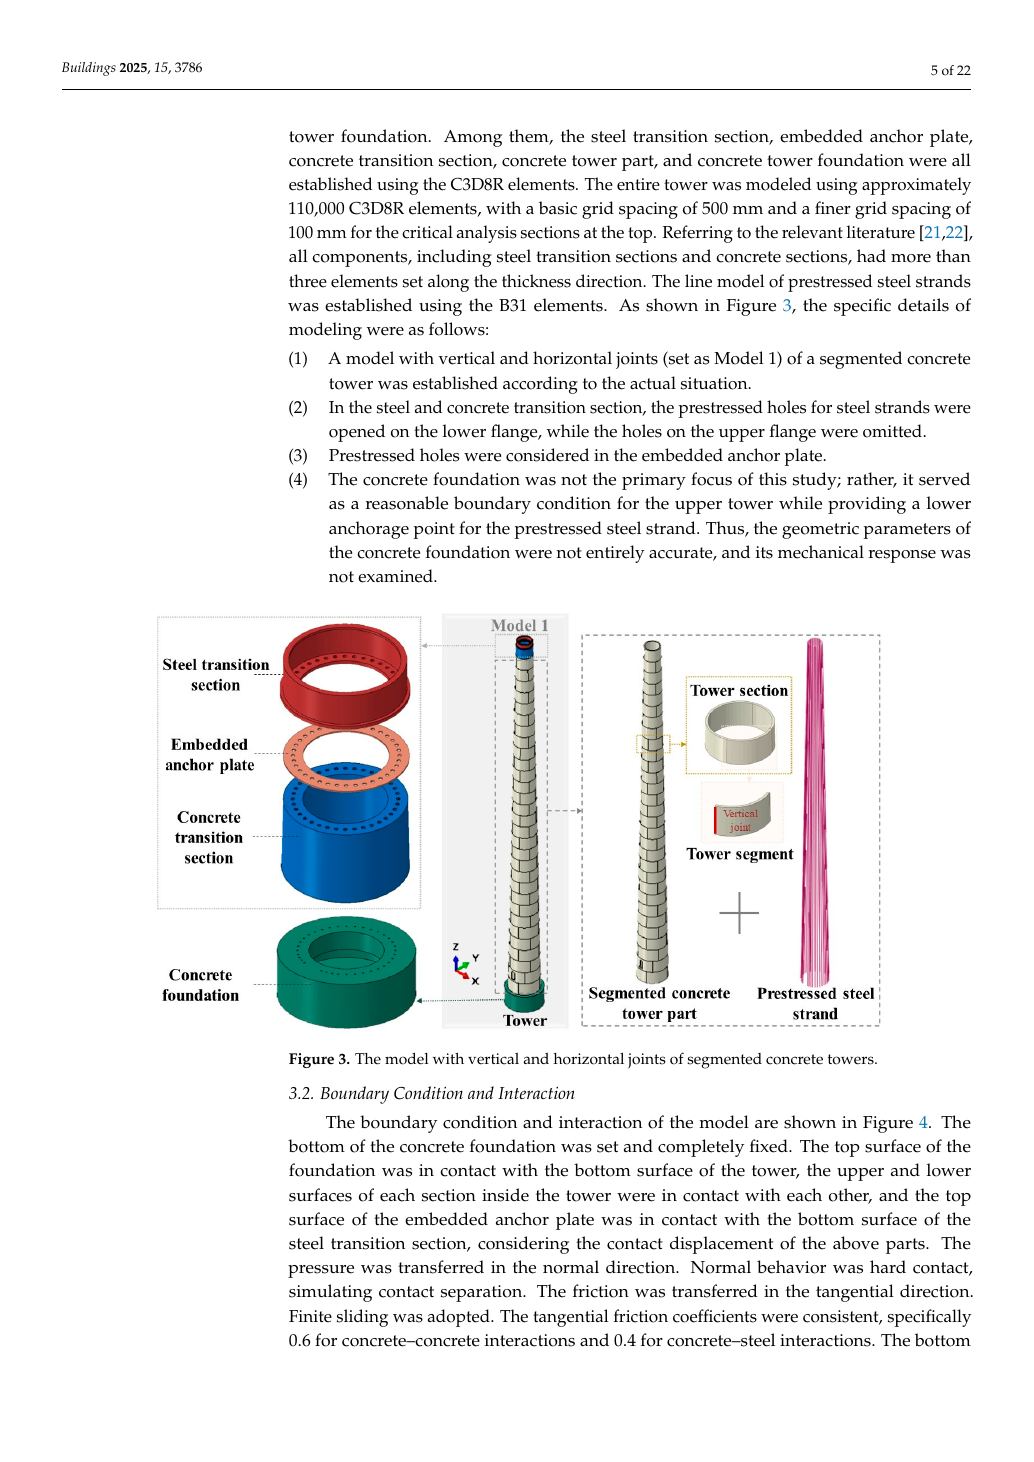 Buildings 2025, 15, 3786
5 of 22
tower foundation. Among them, the steel transition section, embedded anchor plate,
concrete transition section, concrete tower part, and concrete tower foundation were all
established using the C3D8R elements. The entire tower was modeled using approximately
110,000 C3D8R elements, with a basic grid spacing of 500 mm and a finer grid spacing of
100 mm for the critical analysis sections at the top. Referring to the relevant literature [21,22],
all components, including steel transition sections and concrete sections, had more than
three elements set along the thickness direction. The line model of prestressed steel strands
was established using the B31 elements. As shown in Figure 3, the specific details of
modeling were as follows:
(1) A model with vertical and horizontal joints (set as Model 1) of a segmented concrete
tower was established according to the actual situation.
(2) In the steel and concrete transition section, the prestressed holes for steel strands were
opened on the lower flange, while the holes on the upper flange were omitted.
(3) Prestressed holes were considered in the embedded anchor plate.
(4) The concrete foundation was not the primary focus of this study; rather, it served
as a reasonable boundary condition for the upper tower while providing a lower
anchorage point for the prestressed steel strand. Thus, the geometric parameters of
the concrete foundation were not entirely accurate, and its mechanical response was
not examined.
Steel transition
section
Embedded
anchor plate
Concrete
transition
section
Concrete
foundation
Model 1
Z
Y
X
Tower
Tower section
Vertical
joint
Tower segment
Segmented concrete
tower part
Prestressed steel
strand
Figure 3. The model with vertical and horizontal joints of segmented concrete towers.
3.2. Boundary Condition and Interaction
The boundary condition and interaction of the model are shown in Figure 4. The
bottom of the concrete foundation was set and completely fixed. The top surface of the
foundation was in contact with the bottom surface of the tower, the upper and lower
surfaces of each section inside the tower were in contact with each other, and the top
surface of the embedded anchor plate was in contact with the bottom surface of the
steel transition section, considering the contact displacement of the above parts. The
pressure was transferred in the normal direction. Normal behavior was hard contact,
simulating contact separation. The friction was transferred in the tangential direction.
Finite sliding was adopted. The tangential friction coefficients were consistent, specifically
0.6 for concrete–concrete interactions and 0.4 for concrete–steel interactions. The bottom